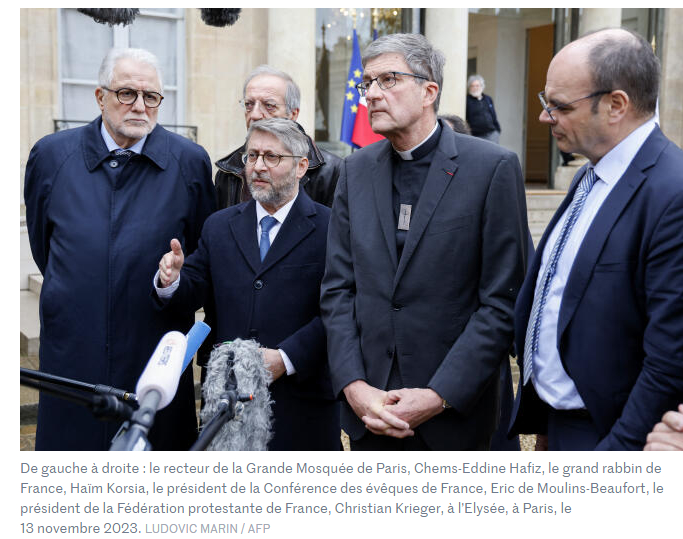 De gauche à droite : le recteur de la Grande Mosquée de Paris, Chems-Eddine Hafiz, le grand rabbin de
France, Haïm Korsia, le président de la Conférence des évêques de France, Eric de Moulins-Beaufort, le
président de la Fédération protestante de France, Christian Krieger, à l'Elysée, à Paris, le
13 novembre 2023. LUDOVIC MARIN / AFP